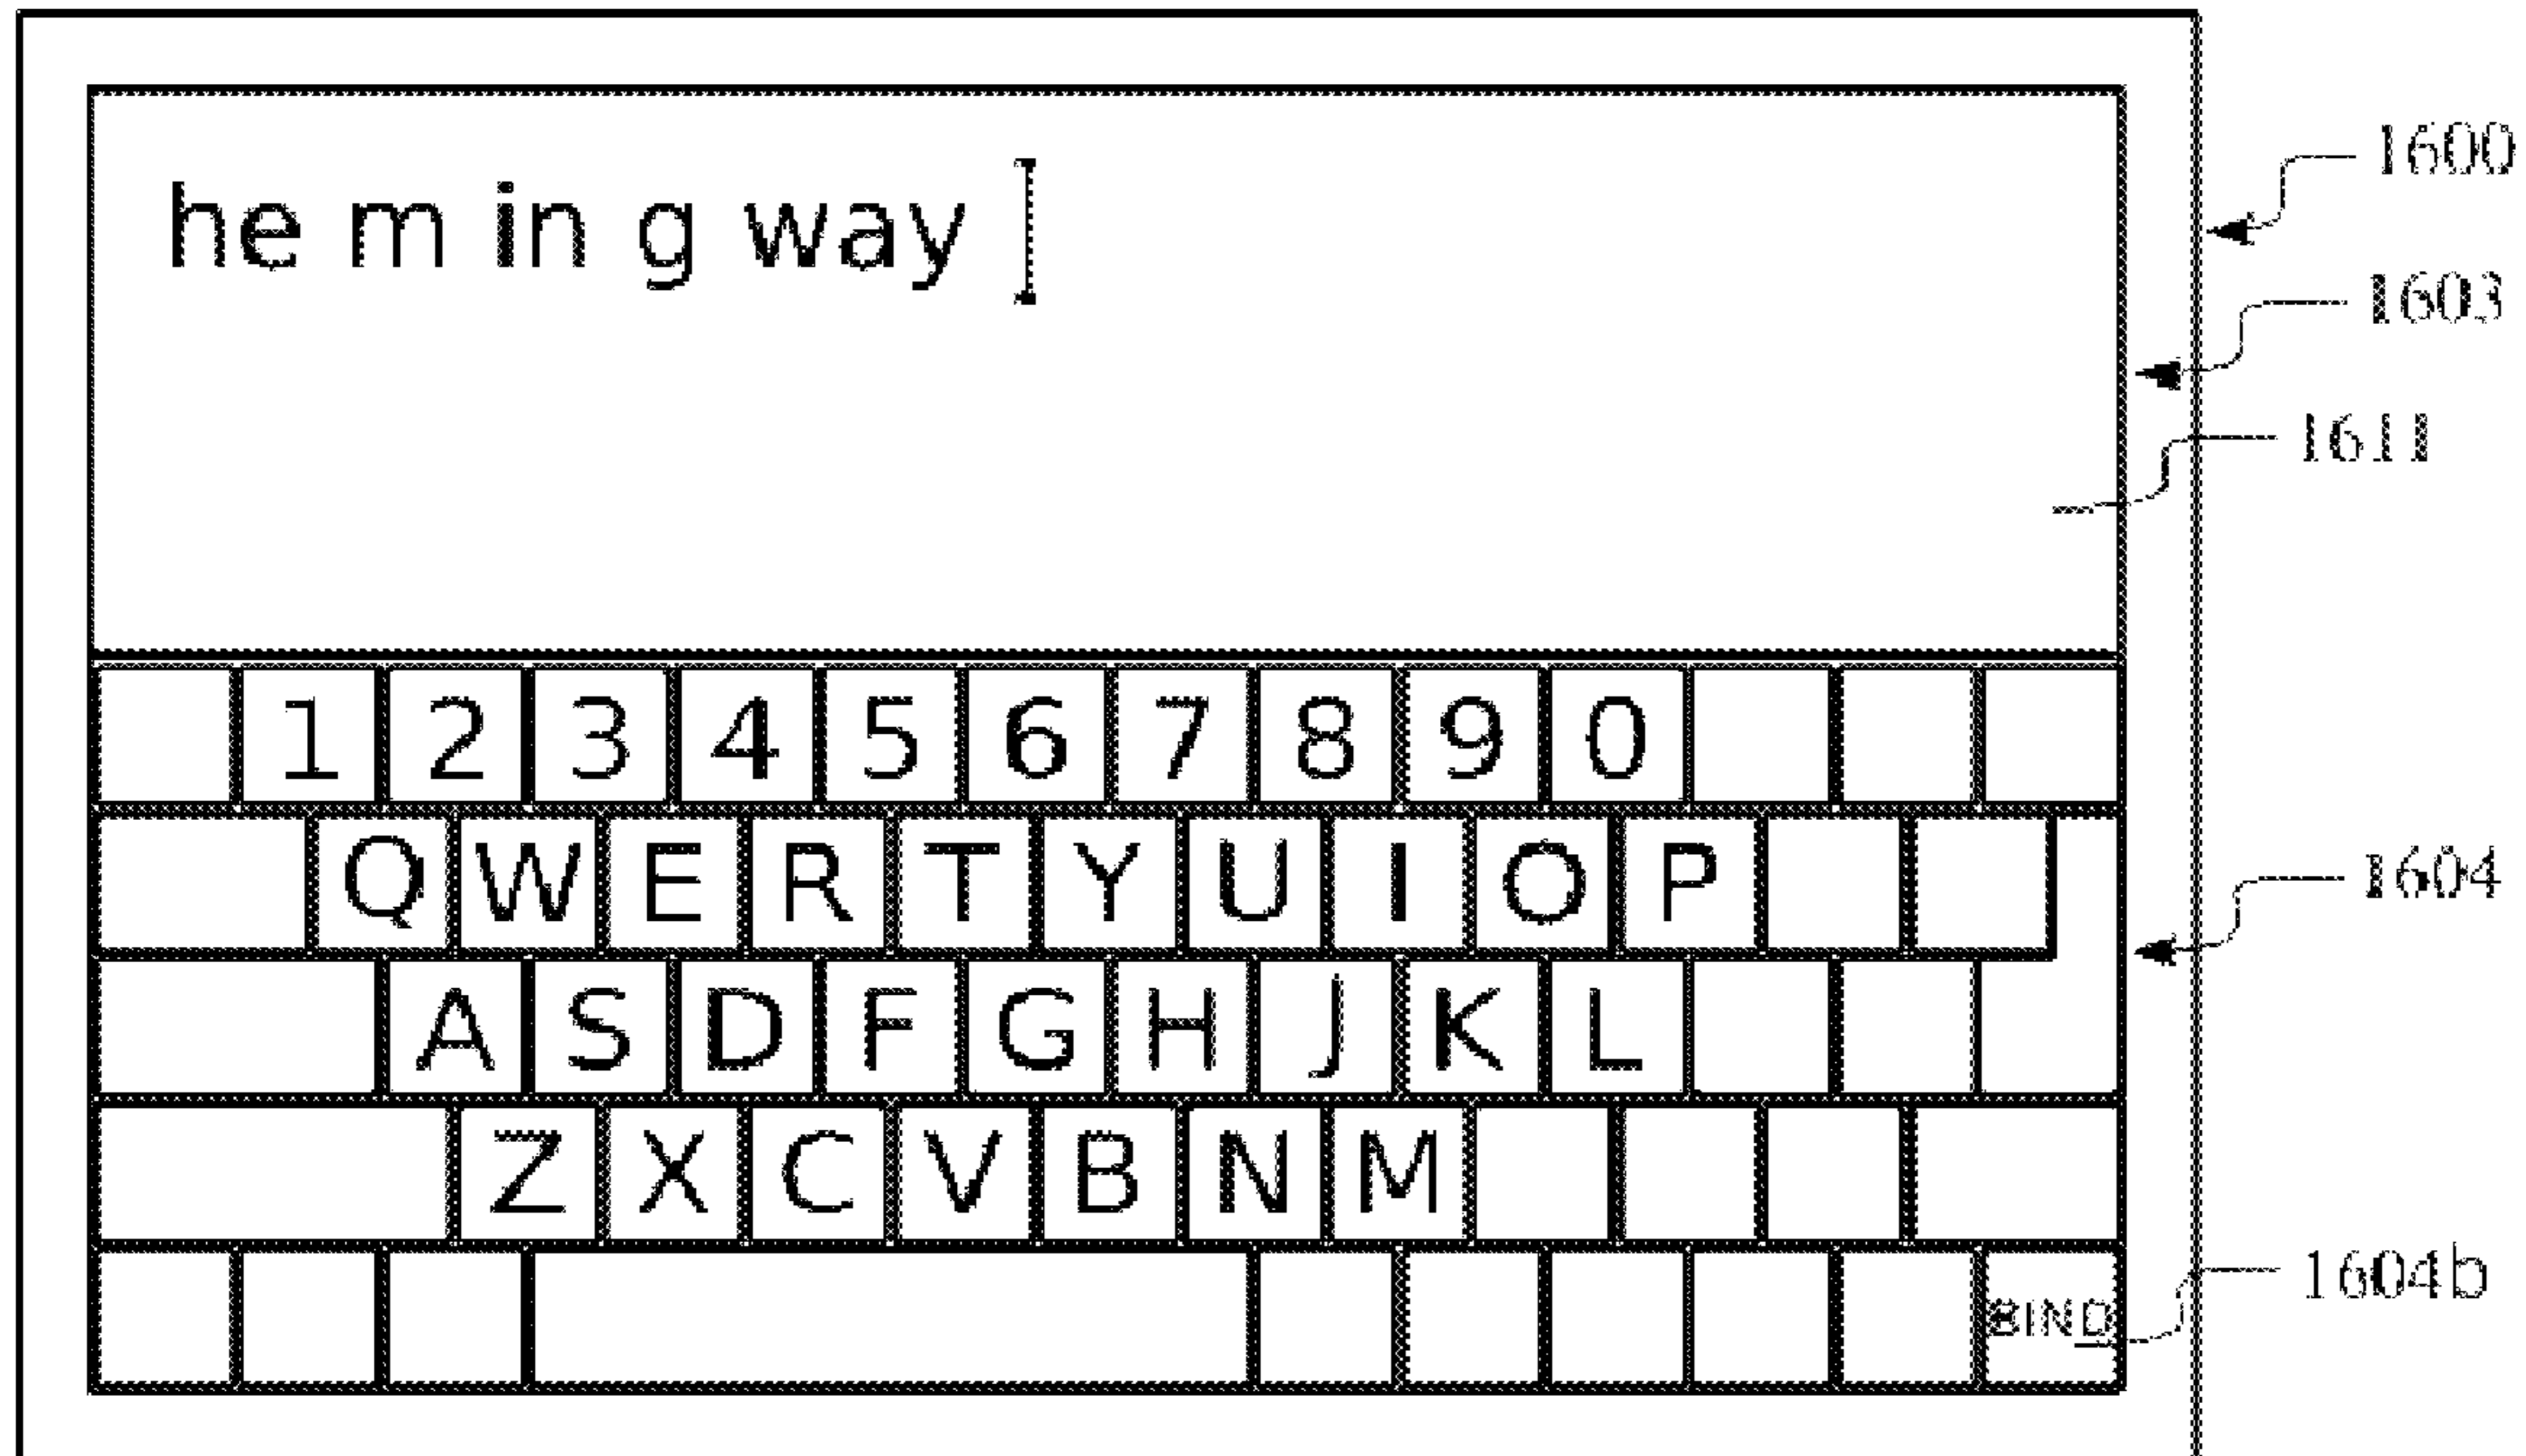 he m in g way
1600
1603
1611
1 2 3 4 5 6 7 8 9 0
Q W E R T Y U I O P
1604
A S D F G H J K L
Z X C V B N M
BIND
1604b